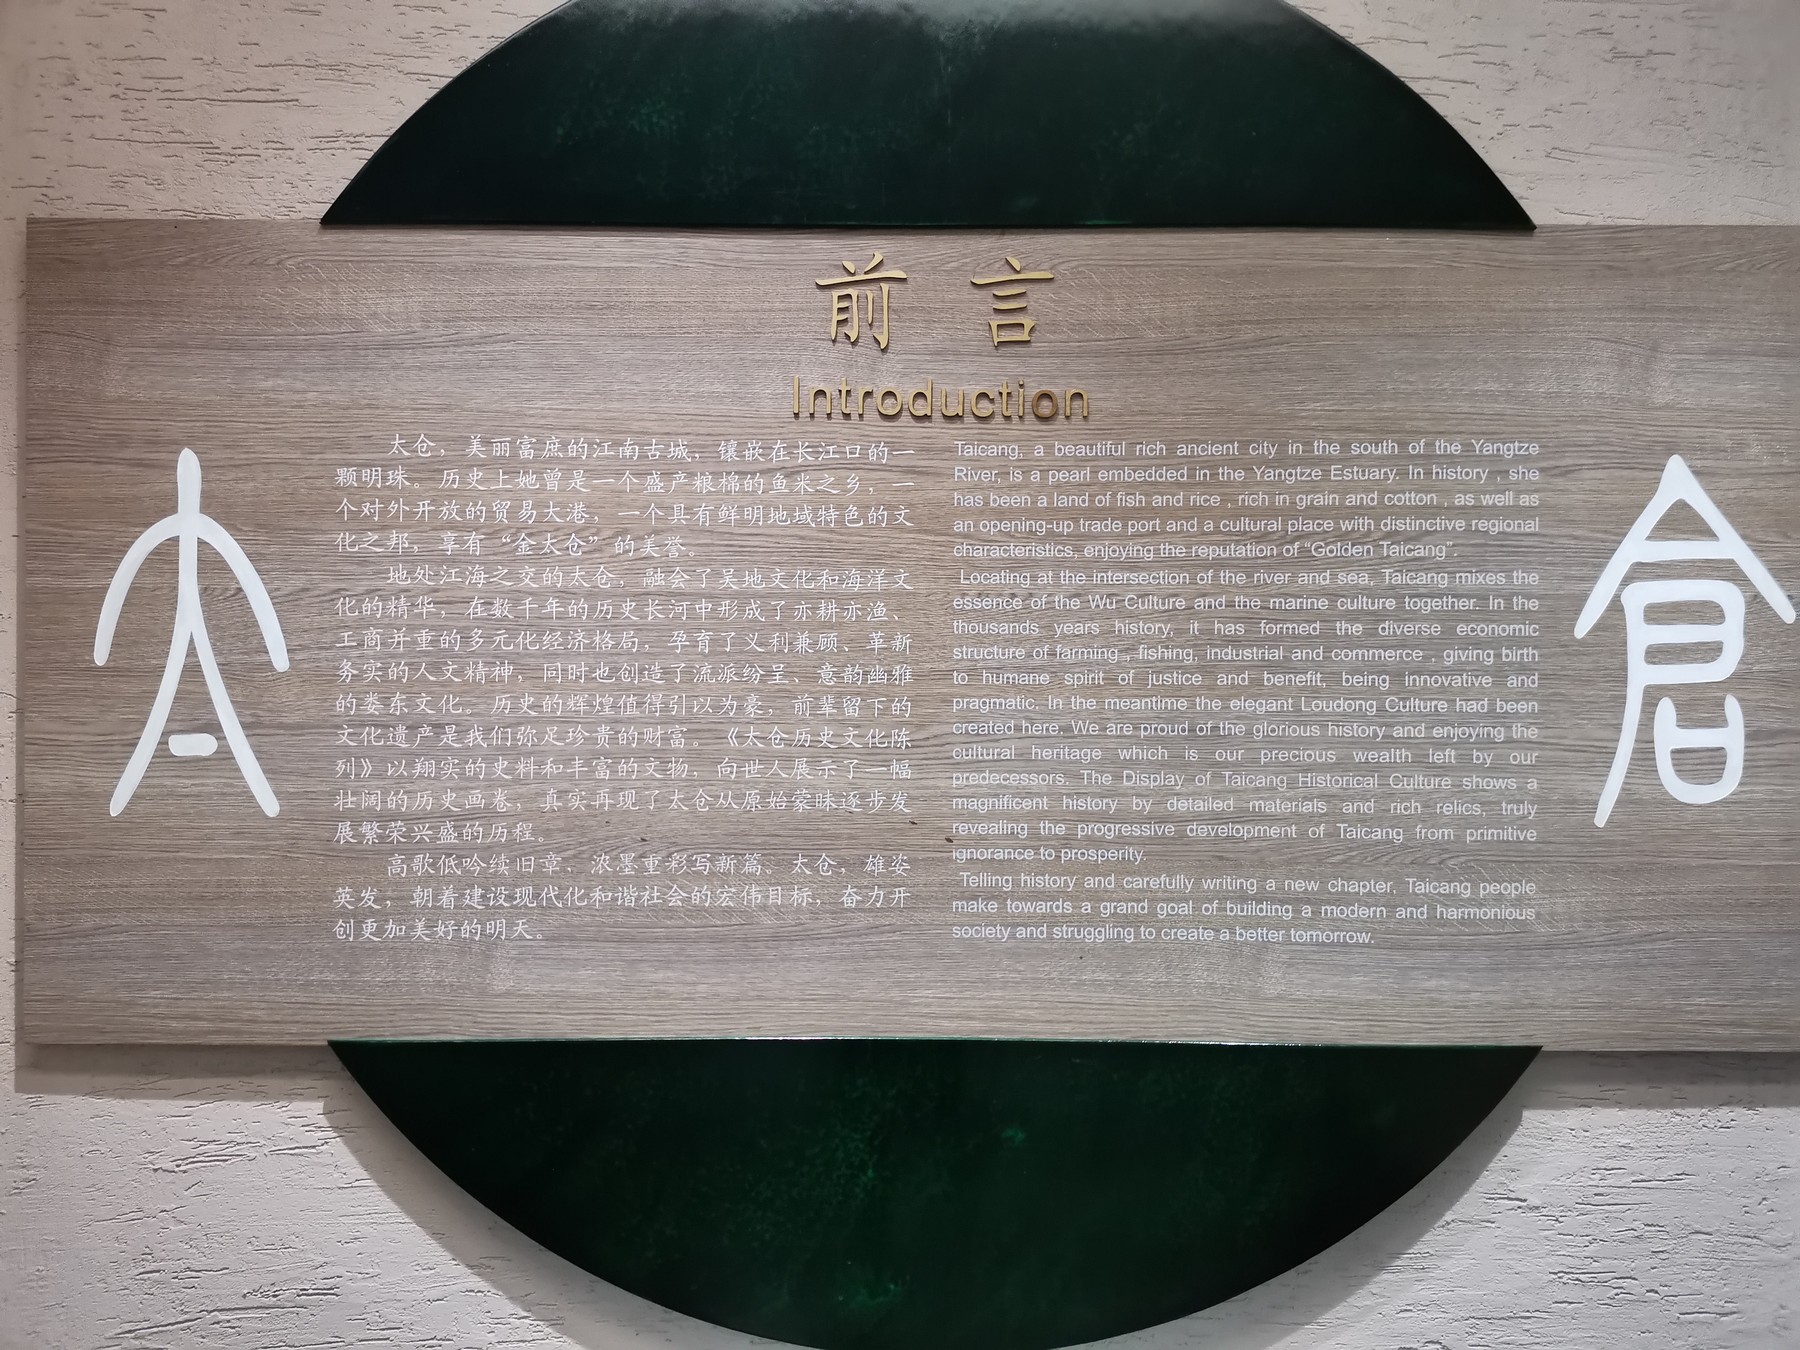 前言
Introduction
太
倉
太仓，美丽富庶的江南古城，镶嵌在长江口的一
颗明珠。历史上她曾是一个盛产粮棉的鱼米之乡，一
个对外开放的贸易大港，一个具有鲜明地域特色的文
化之邦，享有“金太仓”的美誉。
地处江海之交的太仓，融会了吴地文化和海洋文
化的精华，在数千年的历史长河中形成了亦耕亦渔、
工商并重的多元化经济格局，孕育了义利兼顾、革新
务实的人文精神，同时也创造了流派纷呈、意韵幽雅
的娄东文化。历史的辉煌值得引以为豪，前辈留下的
文化遗产是我们弥足珍贵的财富。《太仓历史文化陈
列》以翔实的史料和丰富的文物，向世人展示了一幅
壮阔的历史画卷，真实再现了太仓从原始蒙昧逐步发
展繁荣兴盛的历程。
高歌低吟续旧章，浓墨重彩写新篇。太仓，雄姿
英发，朝着建设现代化和谐社会的宏伟目标，奋力开
创更加美好的明天。
Taicang, a beautiful rich ancient city in the south of the Yangtze
River, is a pearl embedded in the Yangtze Estuary. In history , she
has been a land of fish and rice , rich in grain and cotton , as well as
an opening-up trade port and a cultural place with distinctive regional
characteristics, enjoying the reputation of “Golden Taicang”.
Locating at the intersection of the river and sea, Taicang mixes the
essence of the Wu Culture and the marine culture together. In the
thousands years history, it has formed the diverse economic
structure of farming , fishing, industrial and commerce , giving birth
to humane spirit of justice and benefit, being innovative and
pragmatic. In the meantime the elegant Loudong Culture had been
created here. We are proud of the glorious history and enjoying the
cultural heritage which is our precious wealth left by our
predecessors. The Display of Taicang Historical Culture shows a
magnificent history by detailed materials and rich relics, truly
revealing the progressive development of Taicang from primitive
ignorance to prosperity.
Telling history and carefully writing a new chapter, Taicang people
make towards a grand goal of building a modern and harmonious
society and struggling to create a better tomorrow.